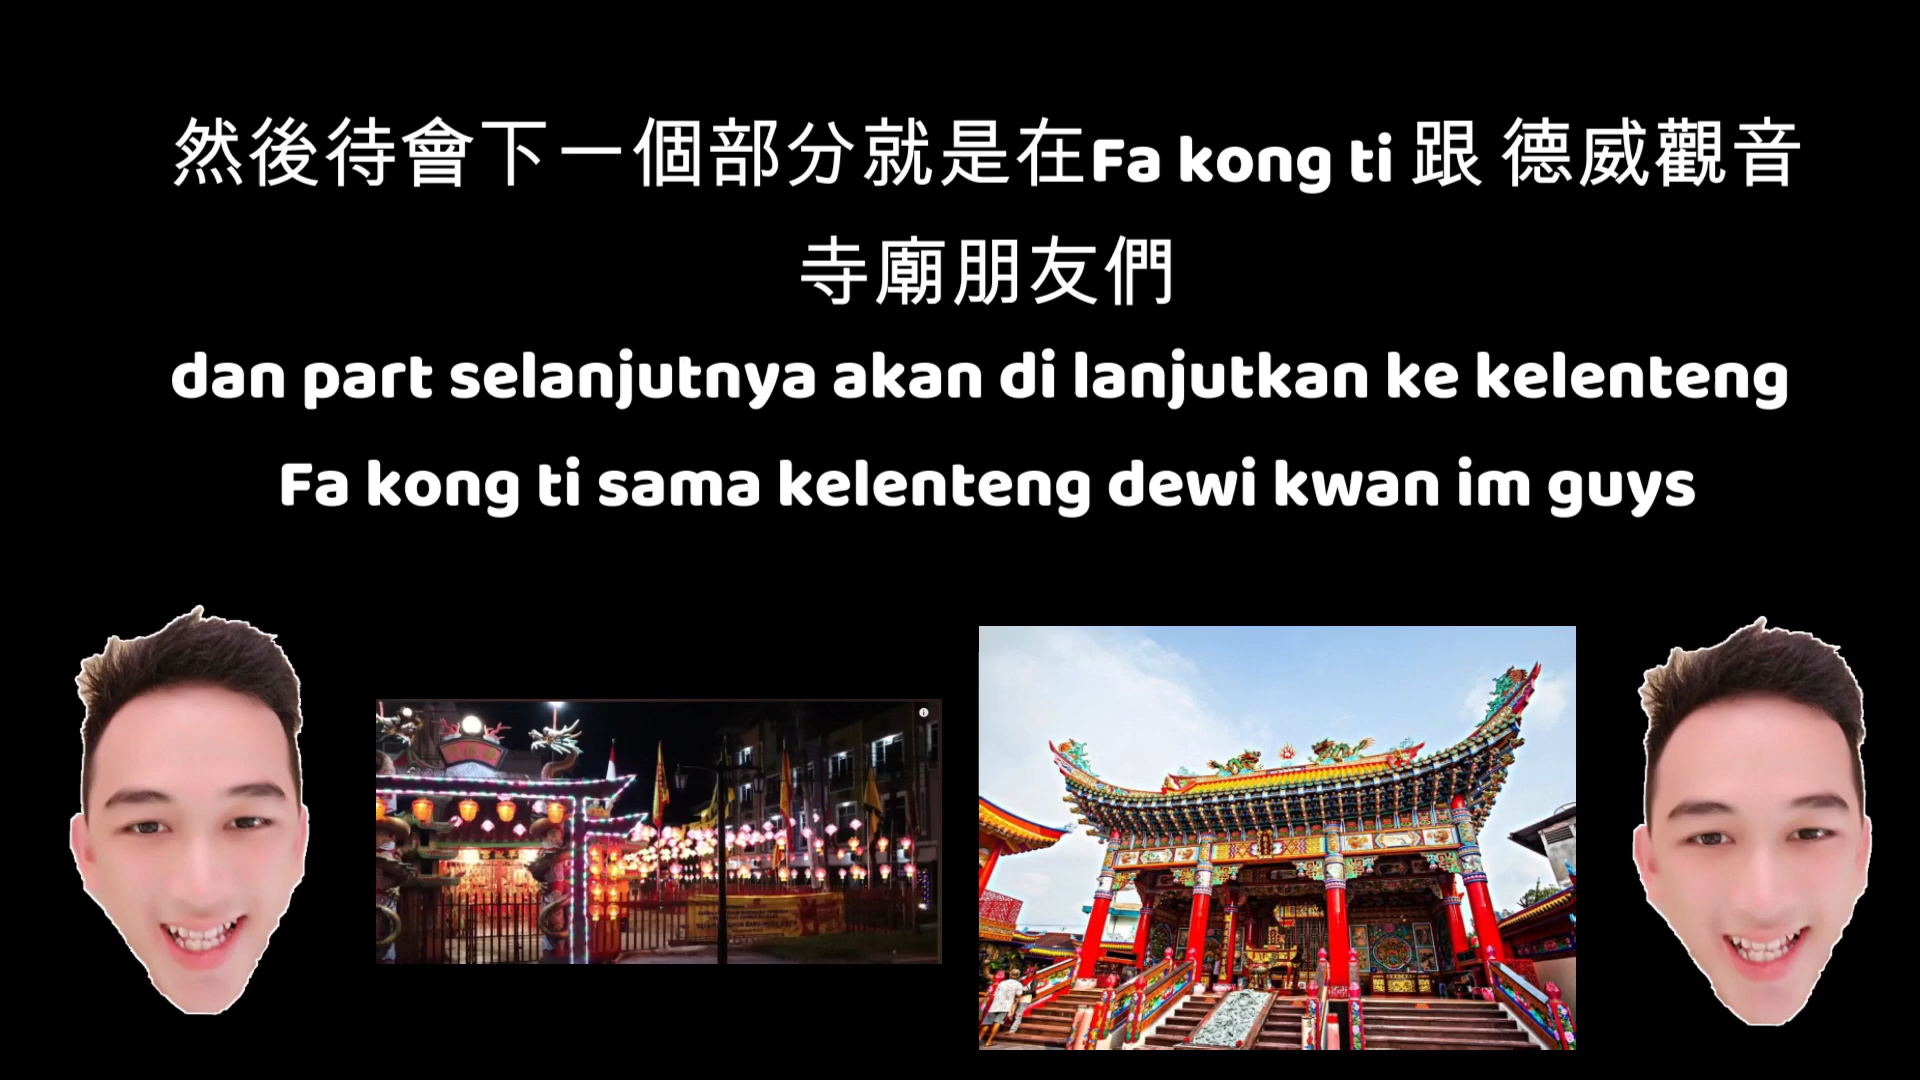 然後待會下一個部分就是在Fa kong ti 跟 德威觀音
寺廟朋友們
dan part selanjutnya akan di lanjutkan ke kelenteng
Fa kong ti sama kelenteng dewi kwan im guys